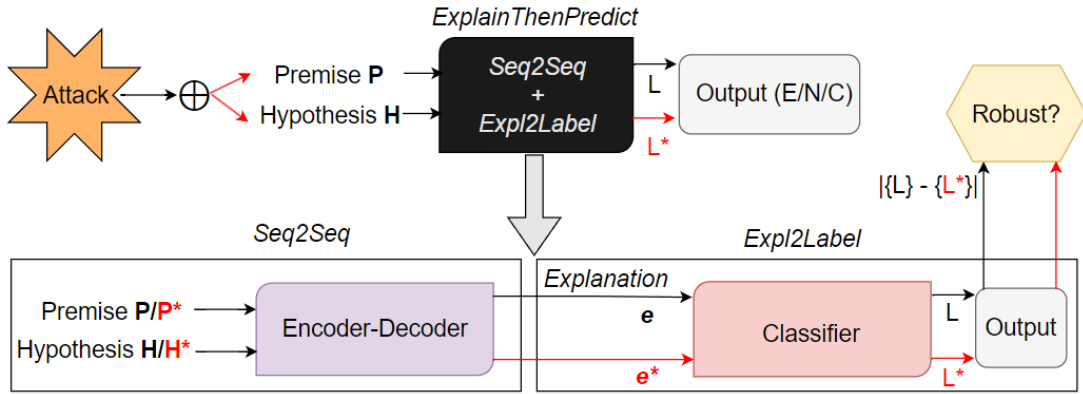 ExplainThenPredict
Attack
Premise P
Hypothesis H
Seq2Seq
+
Expl2Label
L
L*
Output (E/N/C)
Robust?
|{L} - {L*}|
Seq2Seq
Expl2Label
Premise P/P*
Hypothesis H/H*
Encoder-Decoder
Explanation
e
e*
Classifier
L
L*
Output